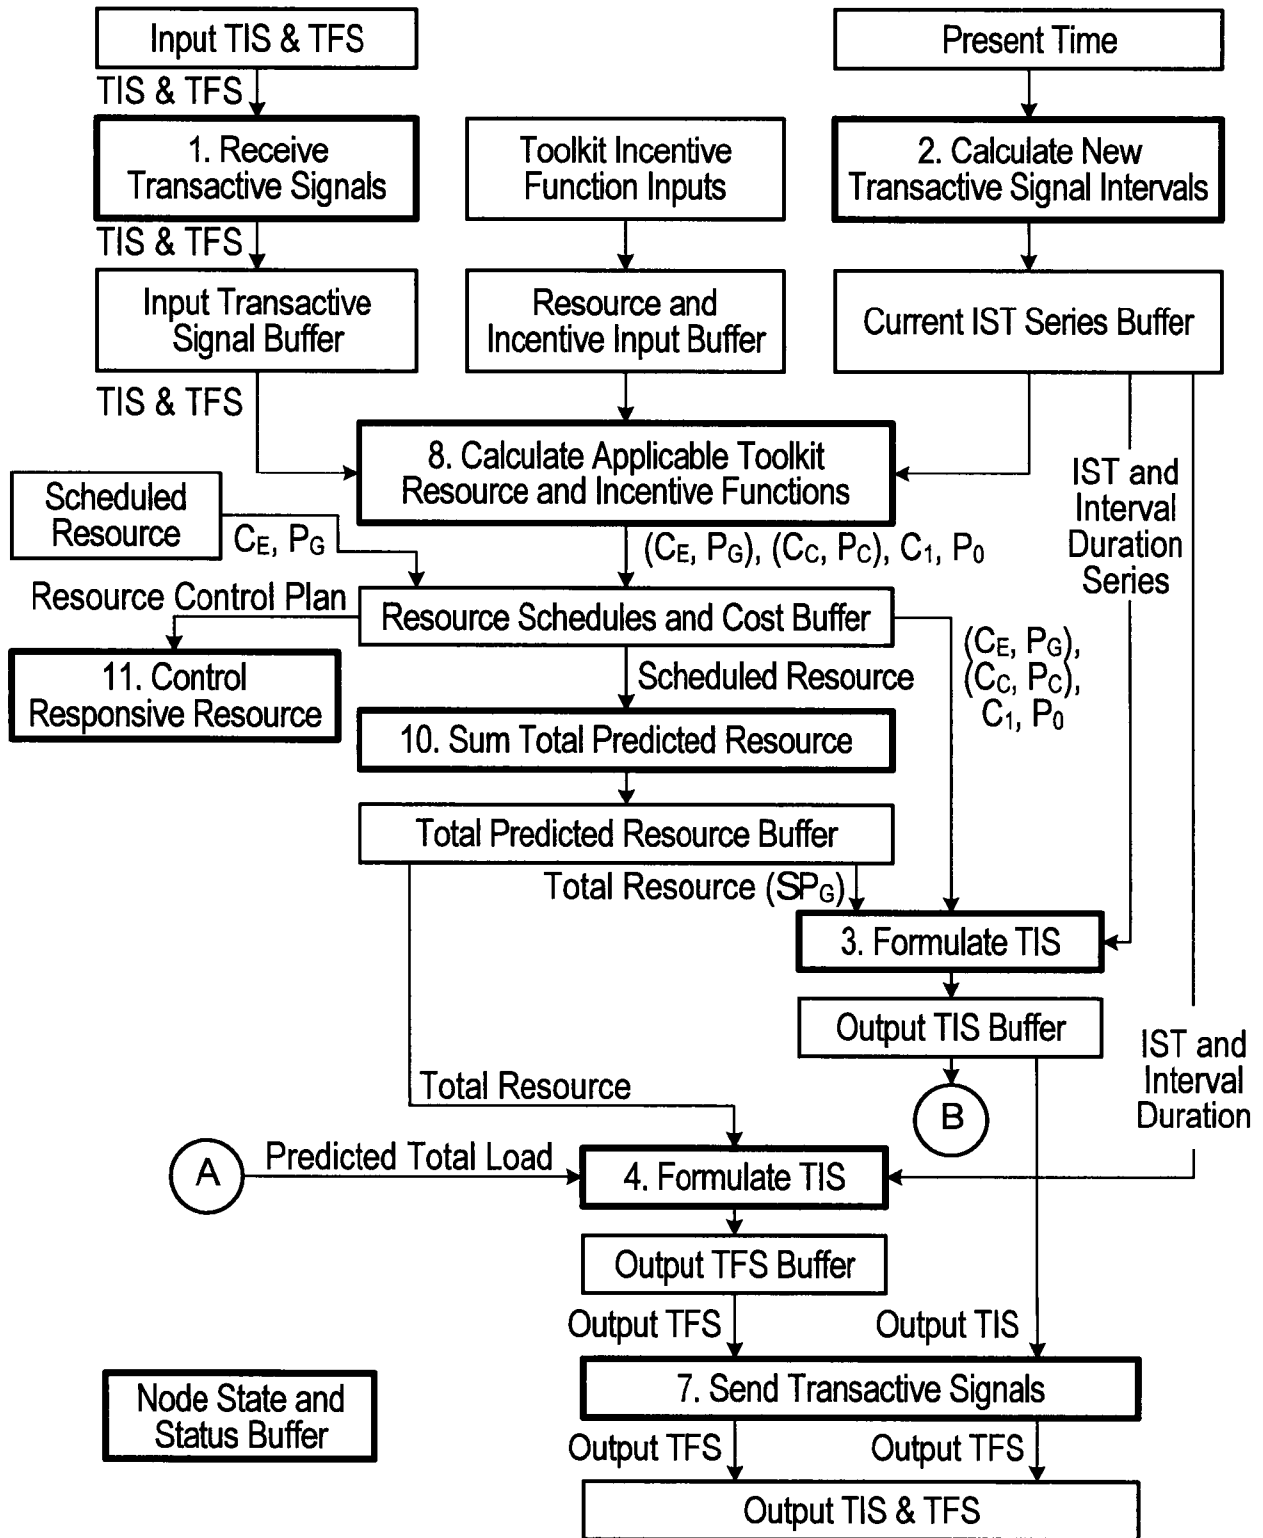 Input TIS & TFS
Present Time
TIS & TFS
1. Receive
Transactive Signals
Toolkit Incentive
Function Inputs
2. Calculate New
Transactive Signal Intervals
TIS & TFS
Input Transactive
Signal Buffer
Resource and
Incentive Input Buffer
Current IST Series Buffer
TIS & TFS
8. Calculate Applicable Toolkit
Resource and Incentive Functions
IST and
Interval
Duration
Series
Scheduled
Resource
CE, PG
(CE, PG), (CC, PC), C1, P0
Resource Control Plan
Resource Schedules and Cost Buffer
(CE, PG),
(CC, PC),
C1, P0
11. Control
Responsive Resource
Scheduled Resource
10. Sum Total Predicted Resource
Total Predicted Resource Buffer
Total Resource (SPG)
3. Formulate TIS
Output TIS Buffer
IST and
Interval
Duration
Total Resource
B
A
Predicted Total Load
4. Formulate TIS
Output TFS Buffer
Output TFS
Output TIS
7. Send Transactive Signals
Node State and
Status Buffer
Output TFS
Output TFS
Output TIS & TFS